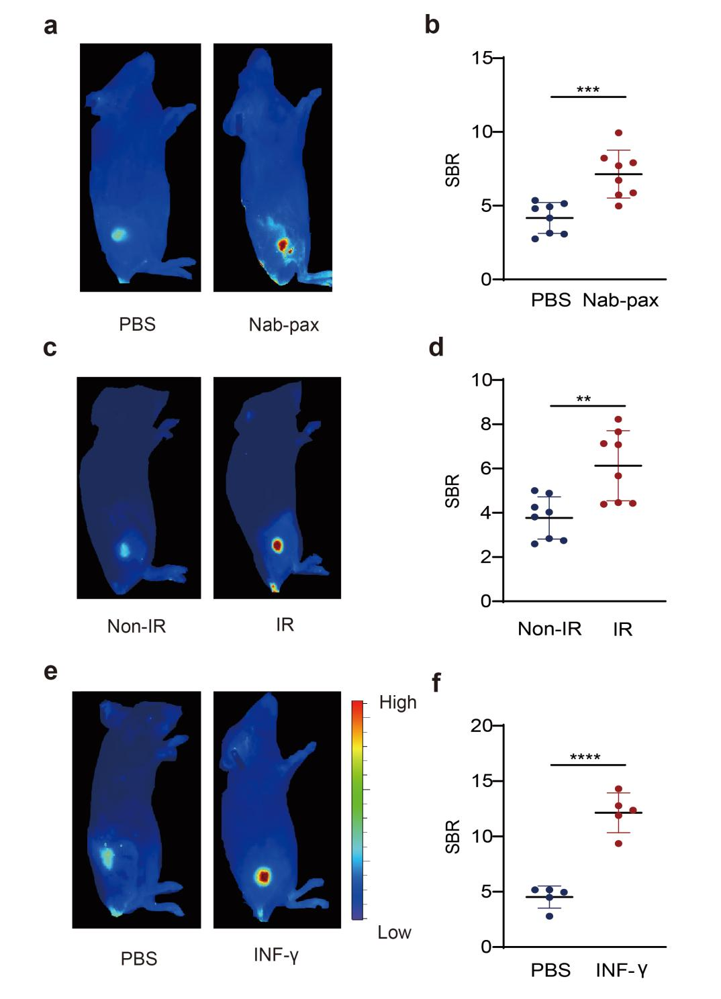 a
b
PBS
Nab-pax
15
10
5
0
SBR
***
PBS Nab-pax
c
d
Non-IR
IR
10
8
6
4
2
0
SBR
**
Non-IR IR
e
f
High
Low
PBS
INF-γ
20
15
10
5
0
SBR
****
PBS INF- γ